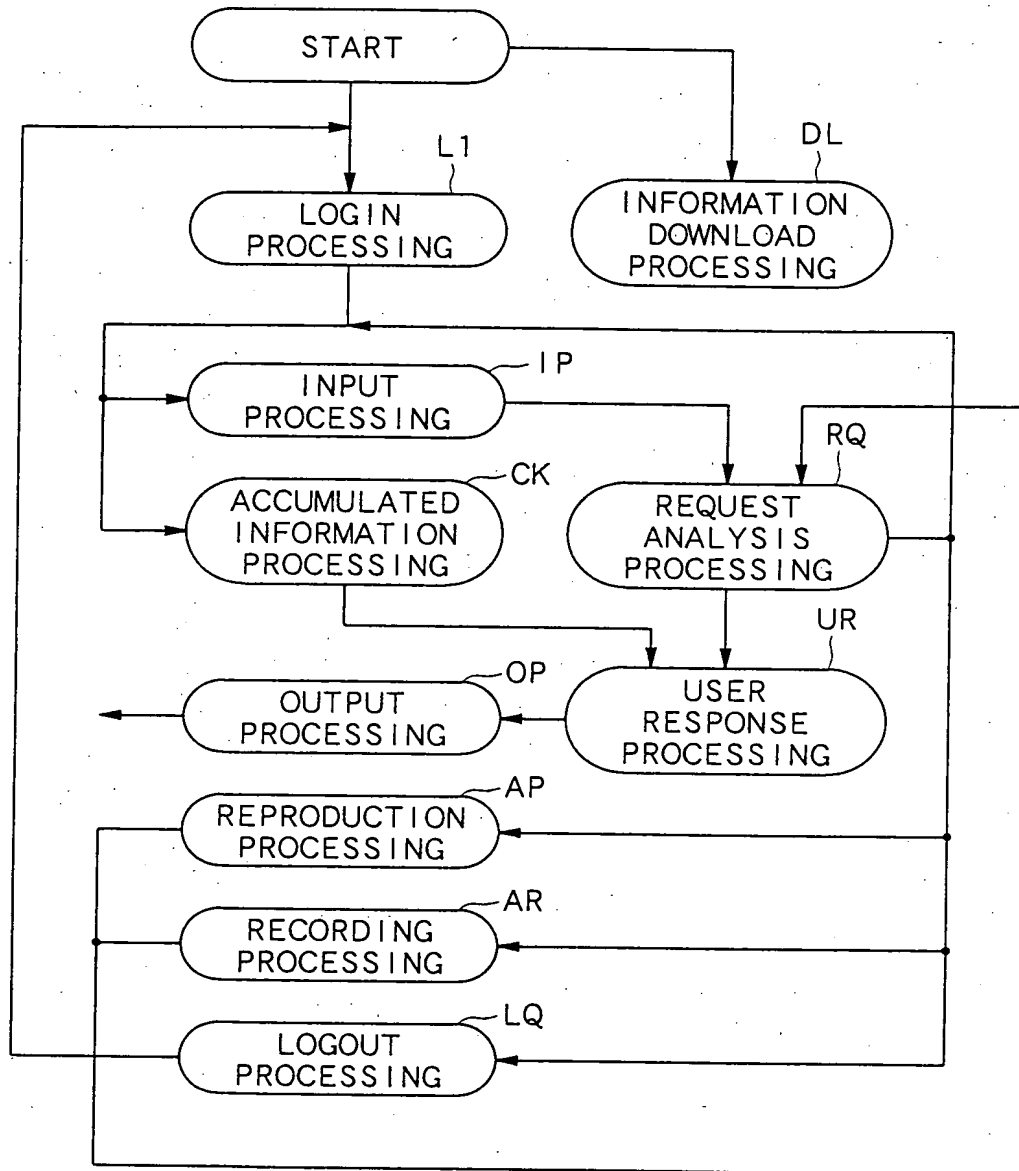 START
DL
L1
INFORMATION
DOWNLOAD
PROCESSING
LOGIN
PROCESSING
IP
INPUT
PROCESSING
RQ
CK
REQUEST
ANALYSIS
PROCESSING
ACCUMULATED
INFORMATION
PROCESSING
UR
OP
USER
RESPONSE
PROCESSING
OUTPUT
PROCESSING
AP
REPRODUCTION
PROCESSING
AR
RECORDING
PROCESSING
LQ
LOGOUT
PROCESSING